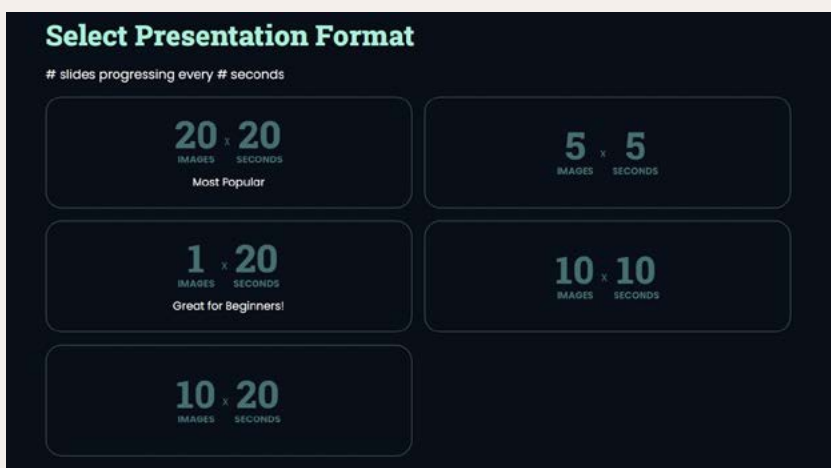 Select Presentation Format
# slides progressing every # seconds
20 x 20
IMAGES SECONDS
Most Popular
5 x 5
IMAGES SECONDS
1 x 20
IMAGES SECONDS
Great for Beginners!
10 x 10
IMAGES SECONDS
10 x 20
IMAGES SECONDS